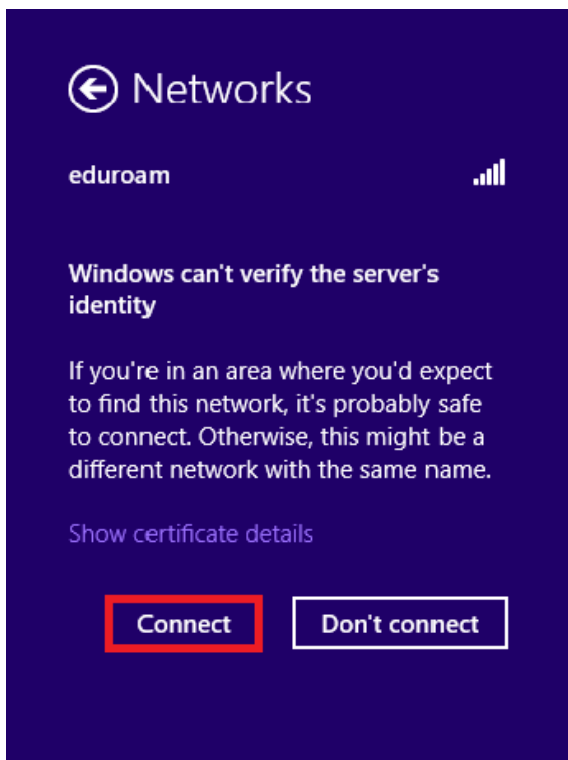 Networks
eduroam
Windows can't verify the server's
identity
If you're in an area where you'd expect
to find this network, it's probably safe
to connect. Otherwise, this might be a
different network with the same name.
Show certificate details
Connect
Don't connect